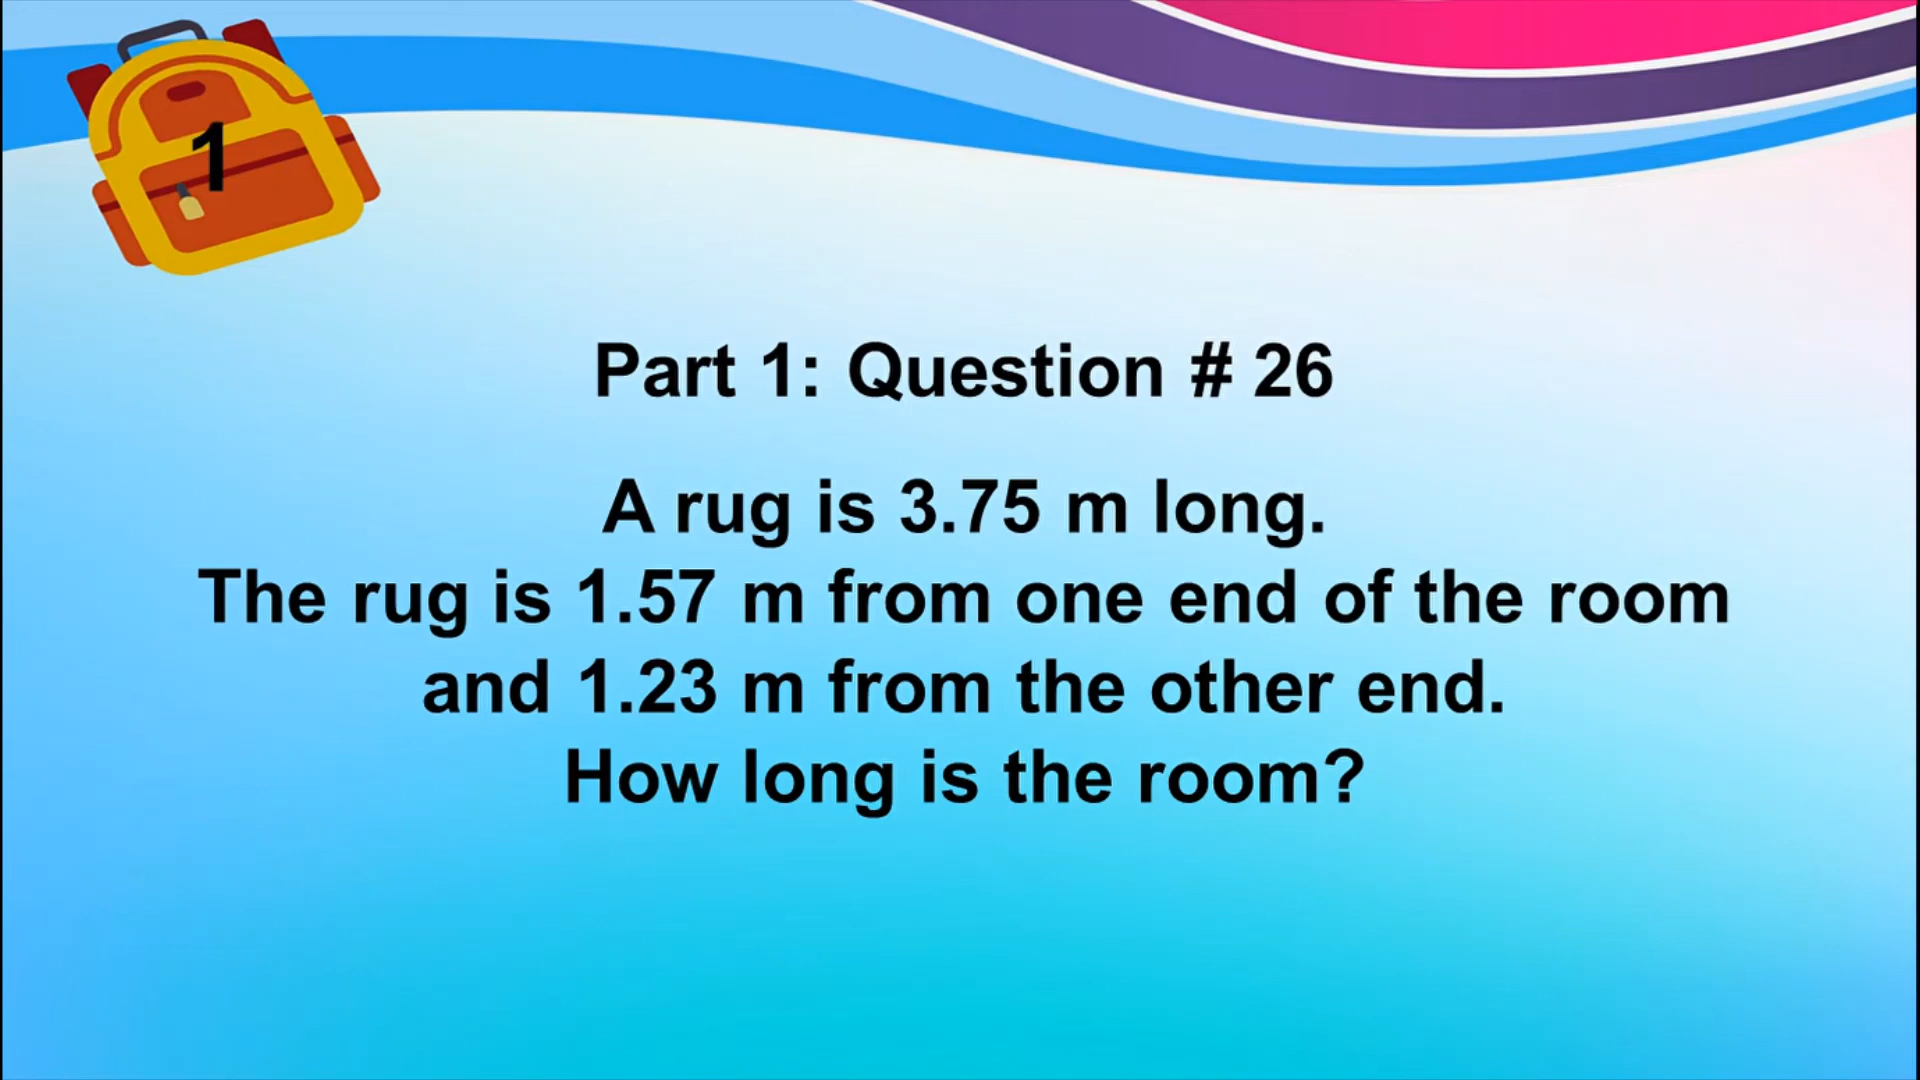 1
Part 1: Question # 26
A rug is 3.75 m long.
The rug is 1.57 m from one end of the room
and 1.23 m from the other end.
How long is the room?